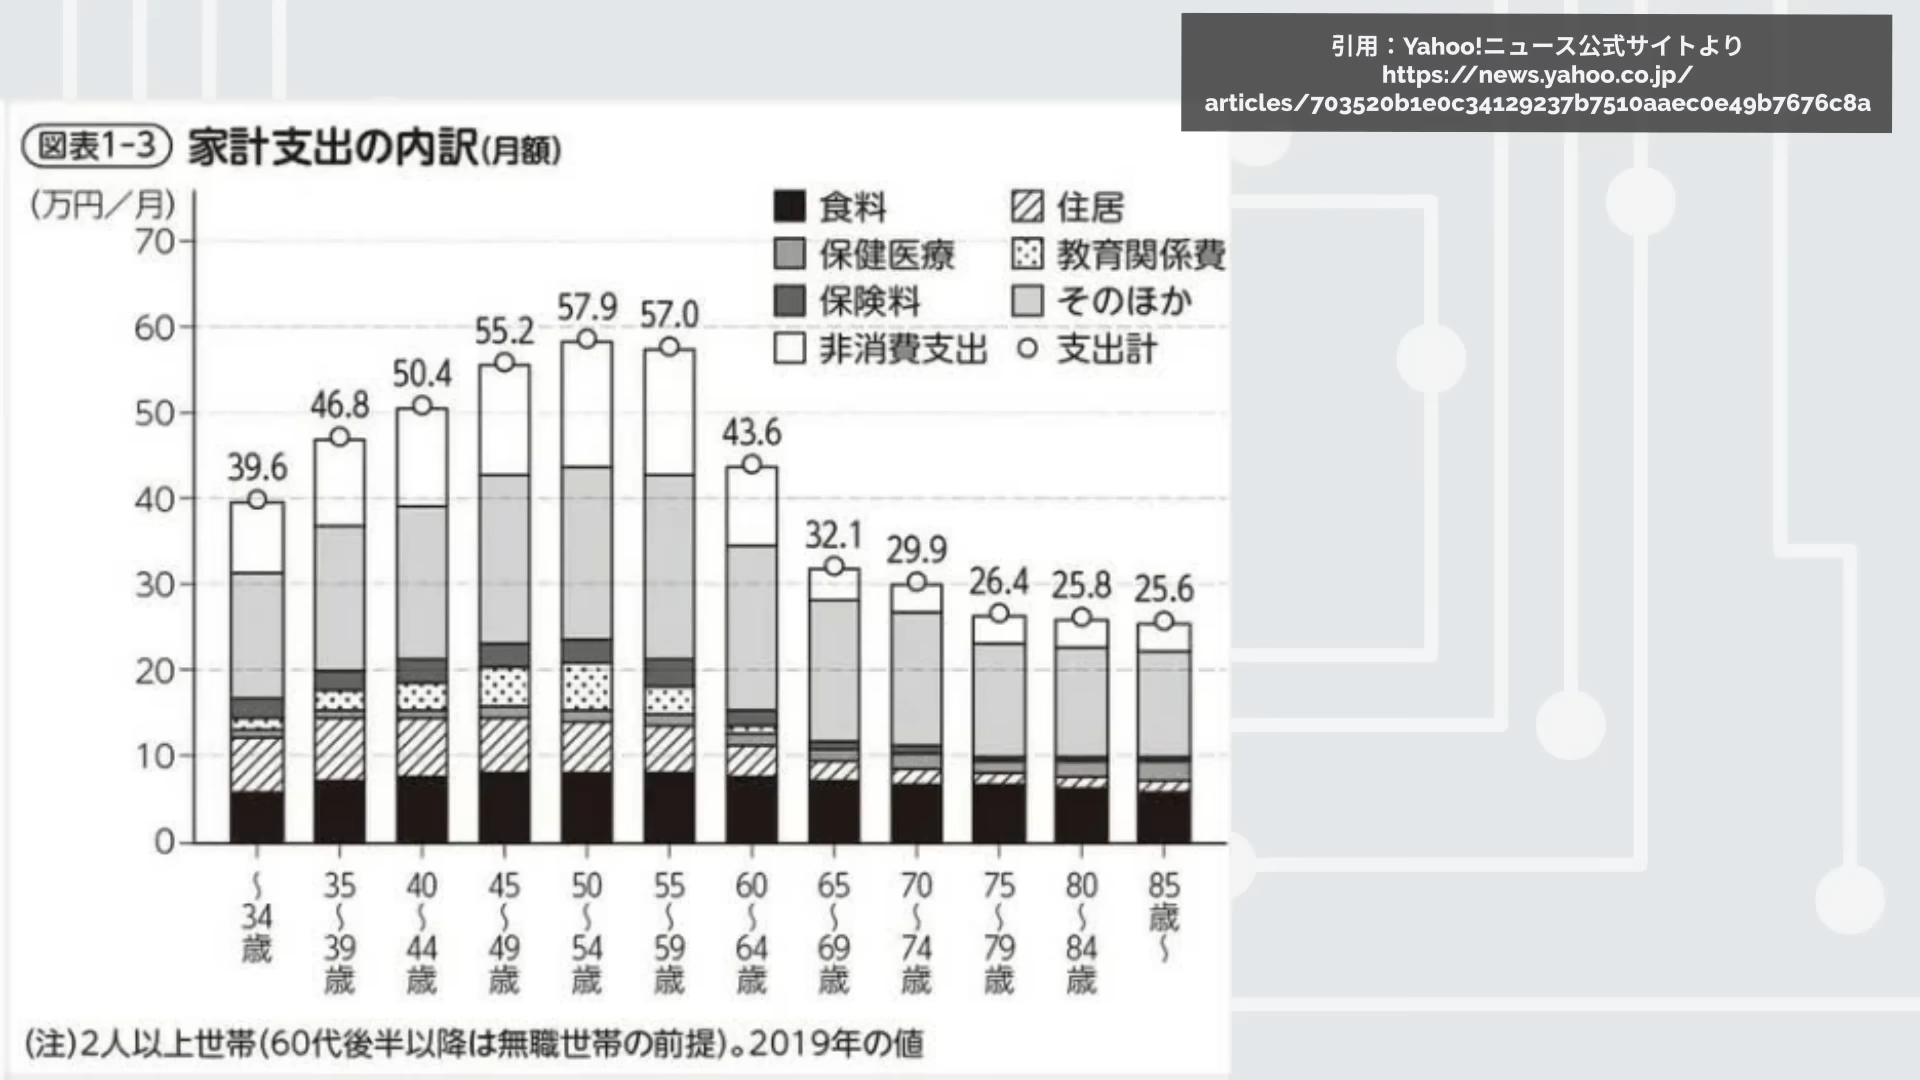 引用：Yahoo!ニュース公式サイトより
https://news.yahoo.co.jp/
articles/703520b1e0c34129237b7510aaec0e49b7676c8a
図表1-3 家計支出の内訳(月額)
(万円／月)
食料 住居
保健医療 教育関係費
保険料 そのほか
非消費支出 支出計
70
60
50
40
30
20
10
0
39.6
46.8
50.4
55.2
57.9
57.0
43.6
32.1
29.9
26.4
25.8
25.6
〜34歳
35〜39歳
40〜44歳
45〜49歳
50〜54歳
55〜59歳
60〜64歳
65〜69歳
70〜74歳
75〜79歳
80〜84歳
85歳〜
(注)2人以上世帯(60代後半以降は無職世帯の前提)。2019年の値